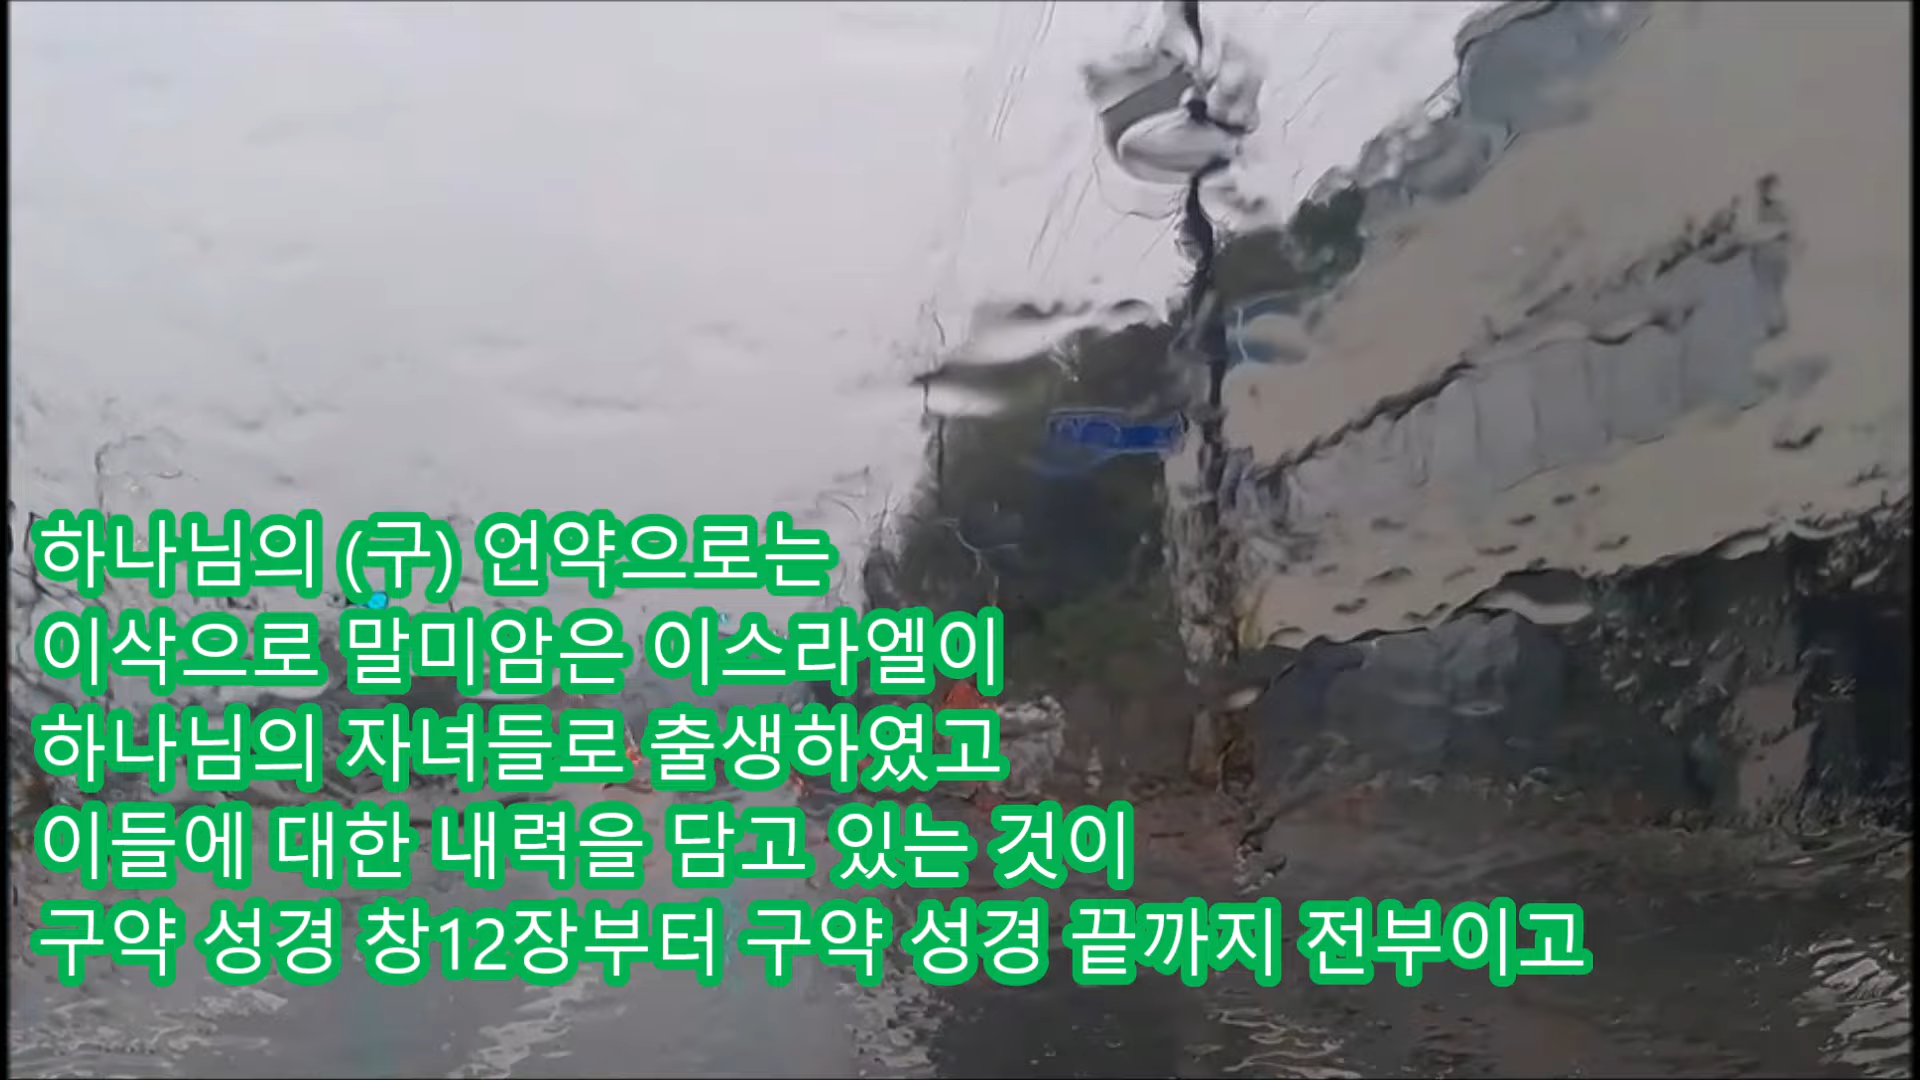 하나님의 (구) 언약으로는
이삭으로 말미암은 이스라엘이
하나님의 자녀들로 출생하였고
이들에 대한 내력을 담고 있는 것이
구약 성경 창12장부터 구약 성경 끝까지 전부이고